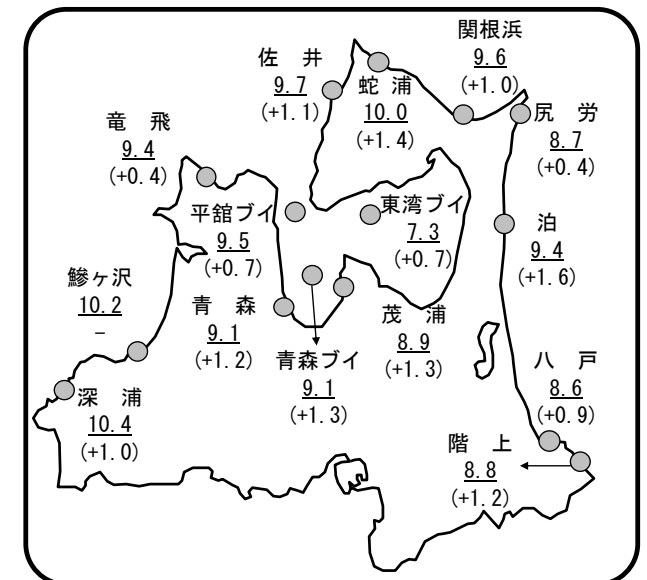 関根浜
9.6
(+1.0)
佐　井
9.7
(+1.1)
蛇　浦
10.0
(+1.4)
尻　労
8.7
(+0.4)
竜　飛
9.4
(+0.4)
平舘ブイ
9.5
(+0.7)
東湾ブイ
7.3
(+0.7)
泊
9.4
(+1.6)
鰺ヶ沢
10.2
－
青　森
9.1
(+1.2)
青森ブイ
9.1
(+1.3)
茂　浦
8.9
(+1.3)
八　戸
8.6
(+0.9)
深　浦
10.4
(+1.0)
階　上
8.8
(+1.2)